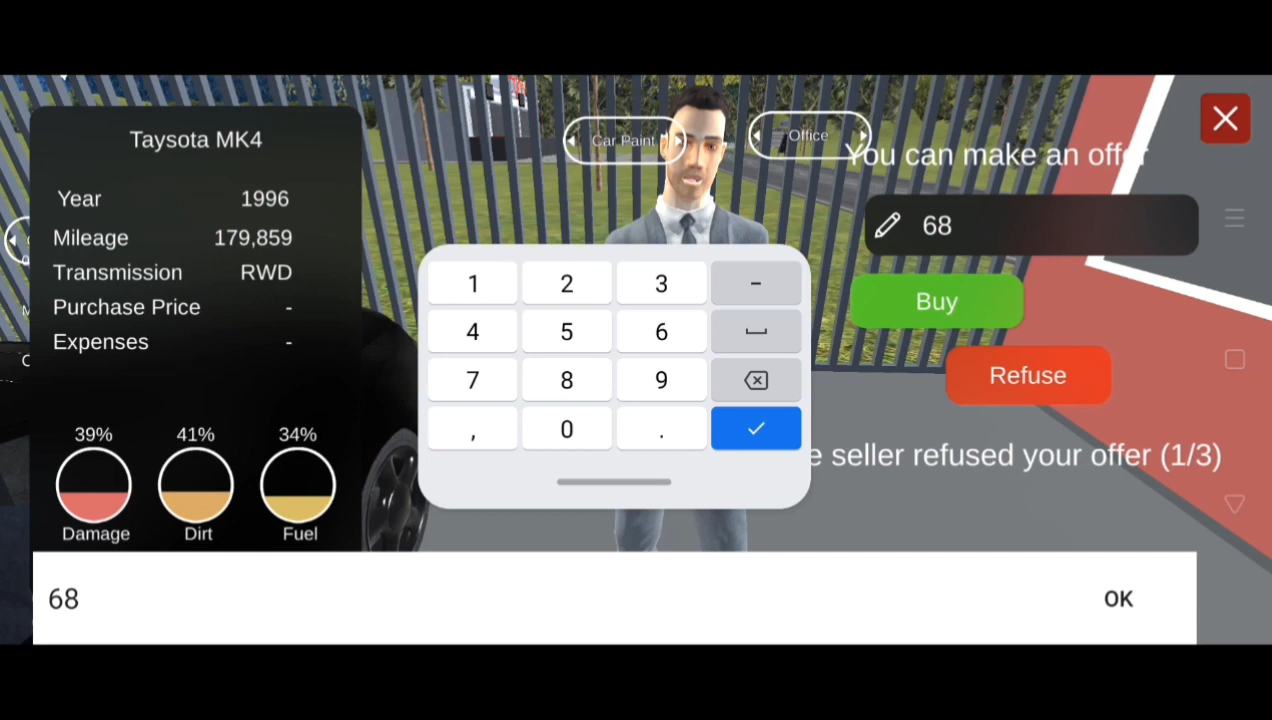 Taysota MK4
Year 1996
Mileage 179,859
Transmission RWD
Purchase Price -
Expenses -
39% 41% 34%
Damage Dirt Fuel
Car Paint
Office
You can make an offer
68
Buy
Refuse
e seller refused your offer (1/3)
1 2 3 -
4 5 6
7 8 9
, 0 .
68
OK